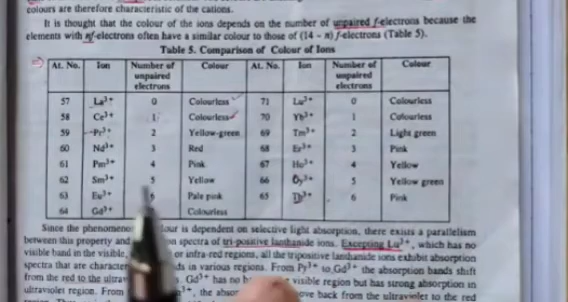 colours are therefore characteristic of the cations.
It is thought that the colour of the ions depends on the number of unpaired f-electrons because the
elements with nf-electrons often have a similar colour to those of (14 – n) f-electrons (Table 5).
Table 5. Comparison of Colour of Ions
At. No. Ion Number of unpaired electrons Colour At. No. Ion Number of unpaired electrons Colour
57 La³⁺ 0 Colourless 71 Lu³⁺ 0 Colourless
58 Ce³⁺ 1 Colourless 70 Yb³⁺ 1 Colourless
59 Pr³⁺ 2 Yellow-green 69 Tm³⁺ 2 Light green
60 Nd³⁺ 3 Red 68 Er³⁺ 3 Pink
61 Pm³⁺ 4 Pink 67 Ho³⁺ 4 Yellow
62 Sm³⁺ 5 Yellow 66 Dy³⁺ 5 Yellow green
63 Eu³⁺ 6 Pale pink 65 Tb³⁺ 6 Pink
64 Gd³⁺ Colourless
Since the phenomenon our is dependent on selective light absorption, there exists a parallelism
between this property and on spectra of tri-positive lanthanide ions. Excepting Lu³⁺, which has no
visible band in the visible, or infra-red regions, all the tripositive lanthanide ions exhibit absorption
spectra that are character ds in various regions. From Py³⁺ to Gd³⁺ the absorption bands shift
from the red to the ultrav Gd³⁺ has no b visible region but has strong absorption in
ultraviolet region. From the absor ove back from the ultraviolet to the red